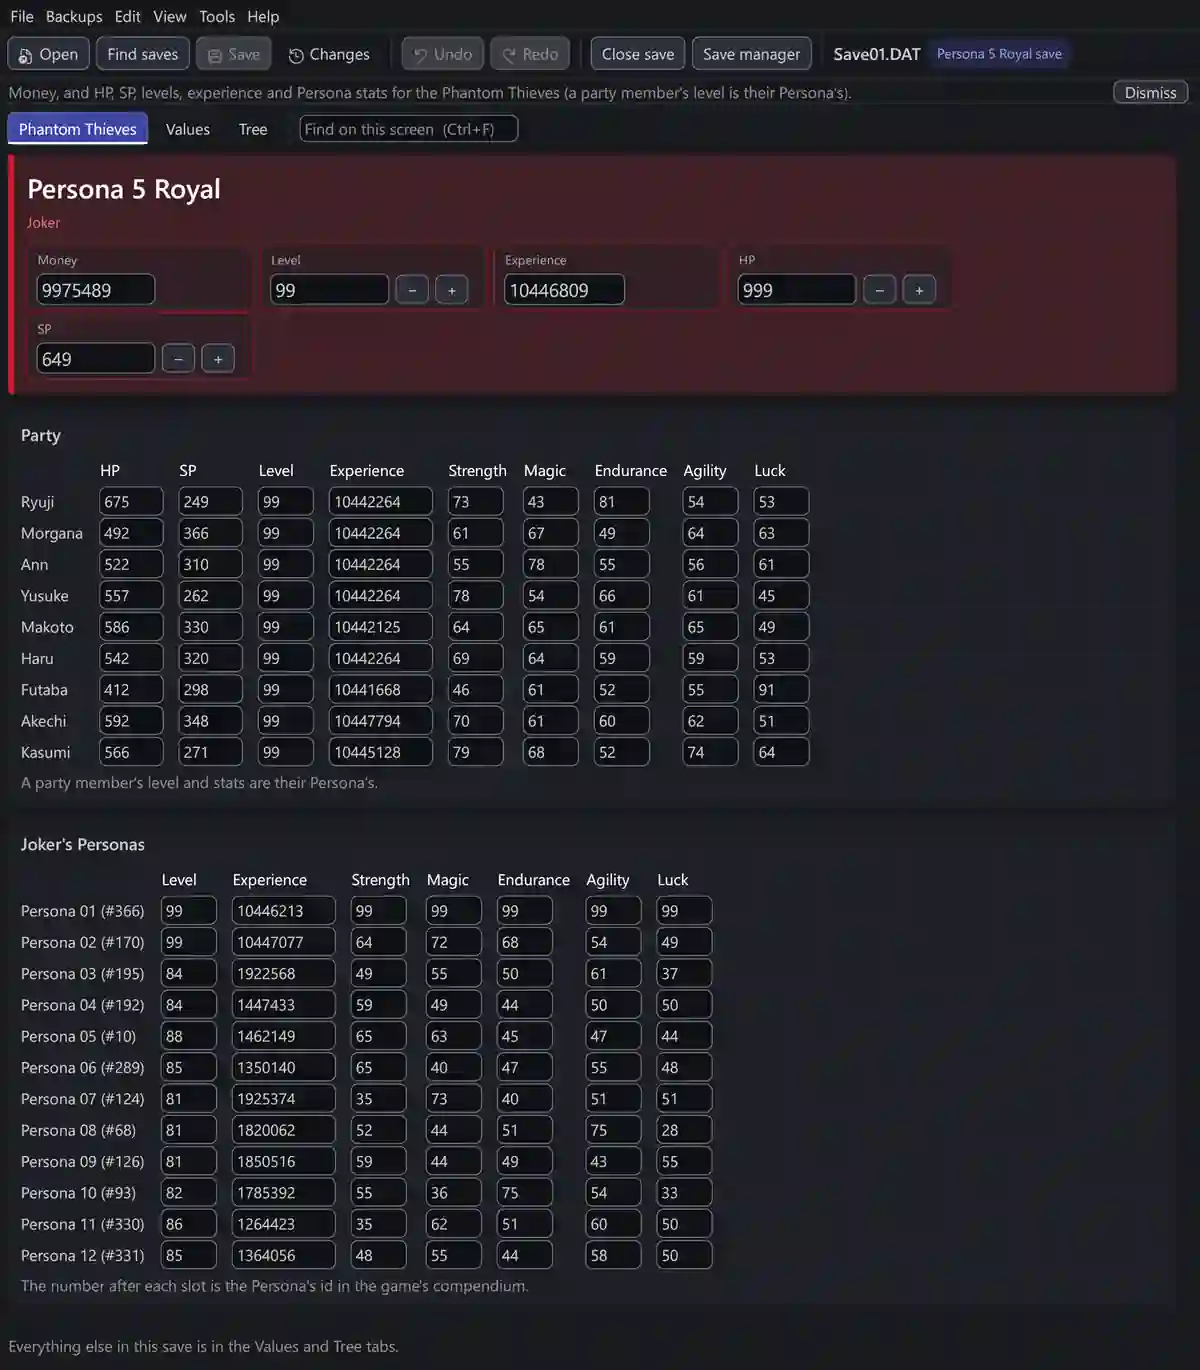 File Backups Edit View Tools Help
Open Find saves Save Changes Undo Redo Close save Save manager Save01.DAT Persona 5 Royal save
Money, and HP, SP, levels, experience and Persona stats for the Phantom Thieves (a party member's level is their Persona's). Dismiss
Phantom Thieves Values Tree Find on this screen (Ctrl+F)
Persona 5 Royal
Joker
Money Level Experience HP
9975489 99 − + 10446809 999 − +
SP
649 − +
Party
HP SP Level Experience Strength Magic Endurance Agility Luck
Ryuji 675 249 99 10442264 73 43 81 54 53
Morgana 492 366 99 10442264 61 67 49 64 63
Ann 522 310 99 10442264 55 78 55 56 61
Yusuke 557 262 99 10442264 78 54 66 61 45
Makoto 586 330 99 10442125 64 65 61 65 49
Haru 542 320 99 10442264 69 64 59 59 53
Futaba 412 298 99 10441668 46 61 52 55 91
Akechi 592 348 99 10447794 70 61 60 62 51
Kasumi 566 271 99 10445128 79 68 52 74 64
A party member's level and stats are their Persona's.
Joker's Personas
Level Experience Strength Magic Endurance Agility Luck
Persona 01 (#366) 99 10446213 99 99 99 99 99
Persona 02 (#170) 99 10447077 64 72 68 54 49
Persona 03 (#195) 84 1922568 49 55 50 61 37
Persona 04 (#192) 84 1447433 59 49 44 50 50
Persona 05 (#10) 88 1462149 65 63 45 47 44
Persona 06 (#289) 85 1350140 65 40 47 55 48
Persona 07 (#124) 81 1925374 35 73 40 51 51
Persona 08 (#68) 81 1820062 52 44 51 75 28
Persona 09 (#126) 81 1850516 59 44 49 43 55
Persona 10 (#93) 82 1785392 55 36 75 54 33
Persona 11 (#330) 86 1264423 35 62 51 60 50
Persona 12 (#331) 85 1364056 48 55 44 58 50
The number after each slot is the Persona's id in the game's compendium.
Everything else in this save is in the Values and Tree tabs.